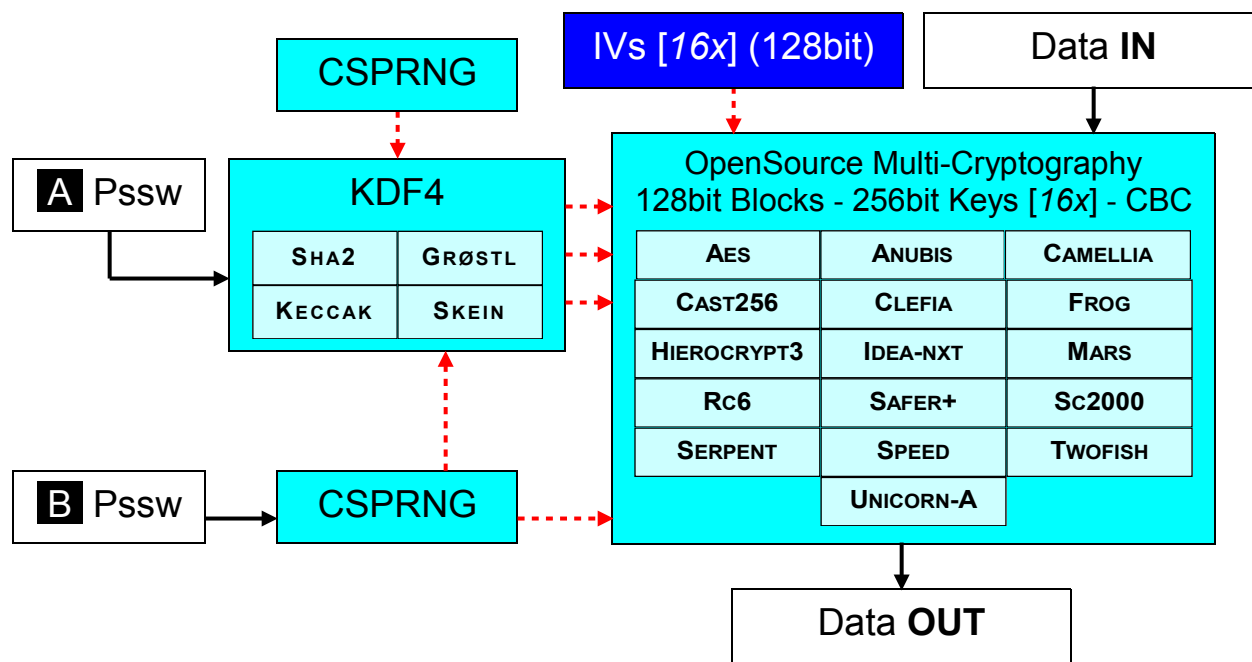 CSPRNG
IVs [16x] (128bit)
Data IN
A Pssw
KDF4
SHA2
GRØSTL
KECCAK
SKEIN
OpenSource Multi-Cryptography
128bit Blocks - 256bit Keys [16x] - CBC
AES
ANUBIS
CAMELLIA
CAST256
CLEFIA
FROG
HIEROCRYPT3
IDEA-NXT
MARS
RC6
SAFER+
SC2000
SERPENT
SPEED
TWOFISH
UNICORN-A
B Pssw
CSPRNG
Data OUT